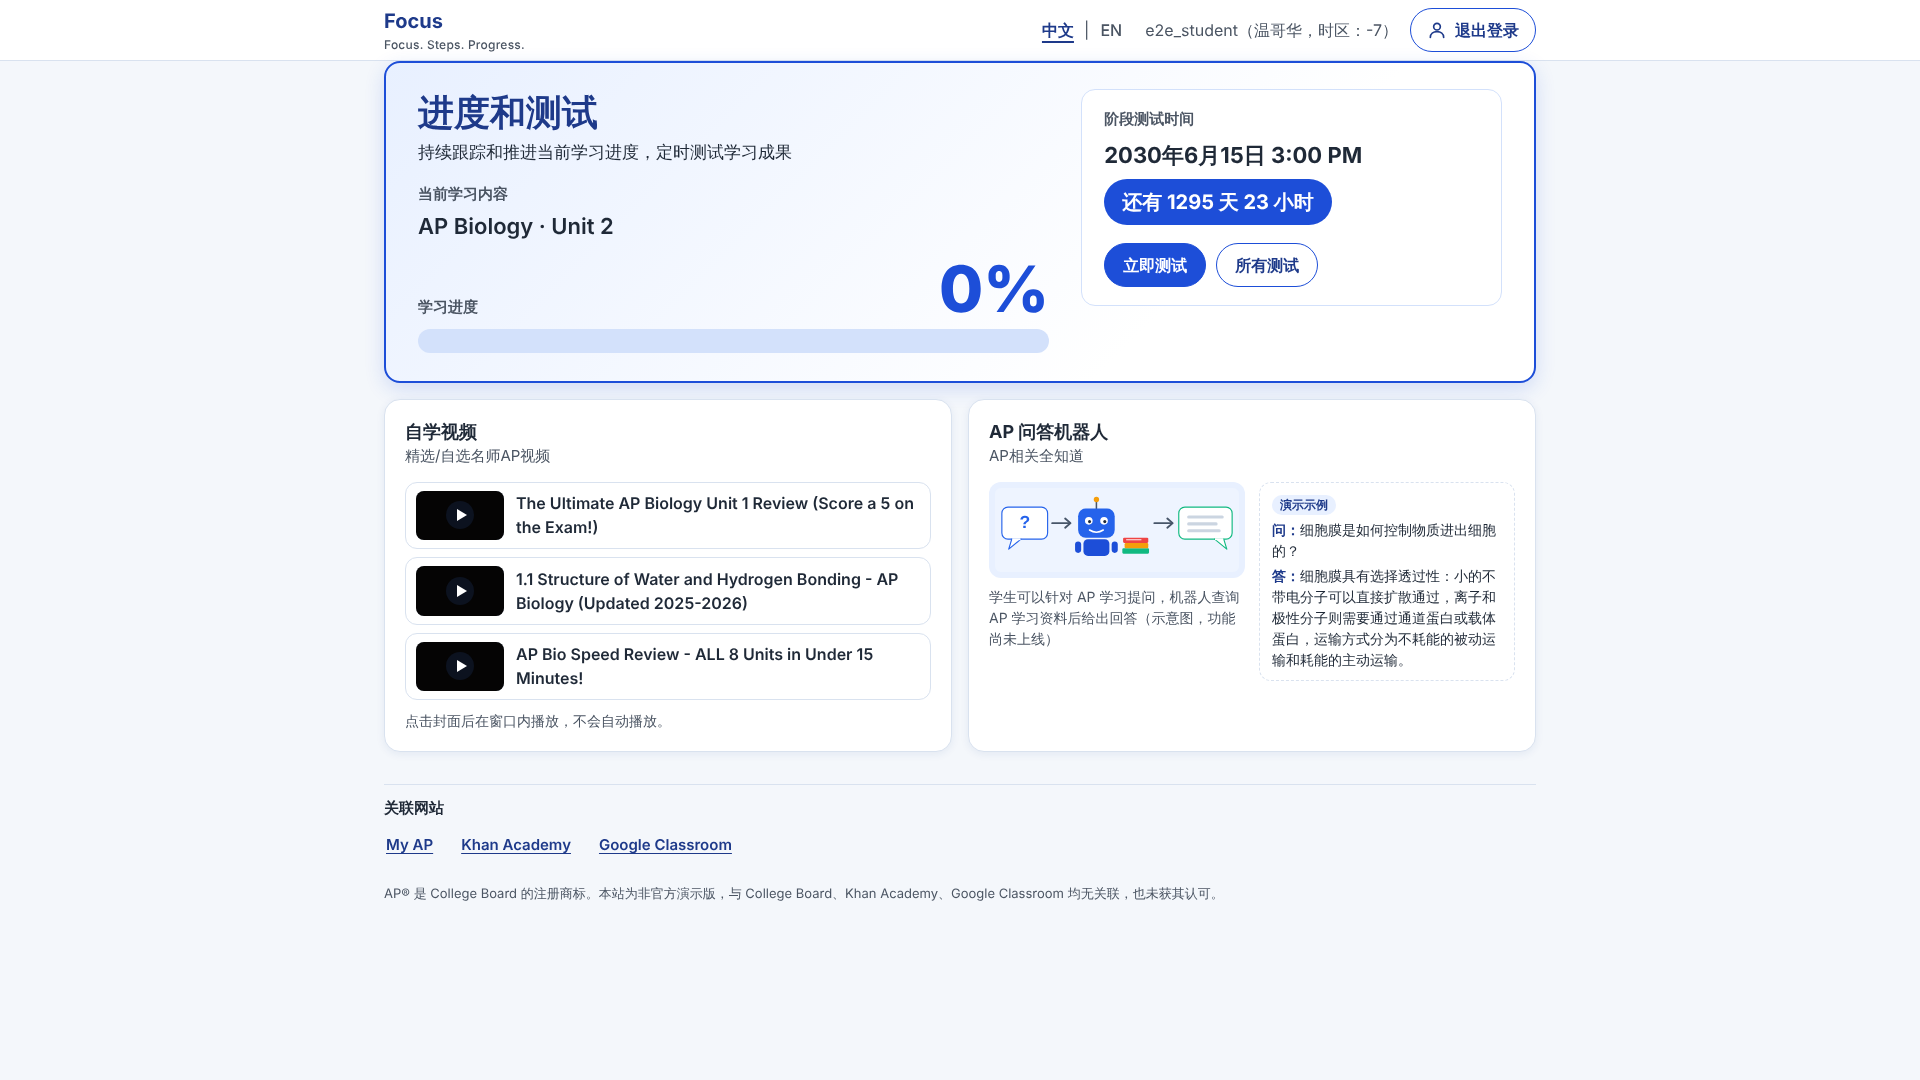 Focus
Focus. Steps. Progress.
中文 | EN e2e_student（温哥华，时区：-7） 退出登录
进度和测试
持续跟踪和推进当前学习进度，定时测试学习成果
当前学习内容
AP Biology · Unit 2
学习进度 0%
阶段测试时间
2030年6月15日 3:00 PM
还有 1295 天 23 小时
立即测试 所有测试
自学视频
精选/自选名师AP视频
The Ultimate AP Biology Unit 1 Review (Score a 5 on
the Exam!)
1.1 Structure of Water and Hydrogen Bonding - AP
Biology (Updated 2025-2026)
AP Bio Speed Review - ALL 8 Units in Under 15
Minutes!
点击封面后在窗口内播放，不会自动播放。
AP 问答机器人
AP相关全知道
?
学生可以针对 AP 学习提问，机器人查询
AP 学习资料后给出回答（示意图，功能
尚未上线）
演示示例
问：细胞膜是如何控制物质进出细胞
的？
答：细胞膜具有选择透过性：小的不
带电分子可以直接扩散通过，离子和
极性分子则需要通过通道蛋白或载体
蛋白，运输方式分为不耗能的被动运
输和耗能的主动运输。
关联网站
My AP Khan Academy Google Classroom
AP® 是 College Board 的注册商标。本站为非官方演示版，与 College Board、Khan Academy、Google Classroom 均无关联，也未获其认可。